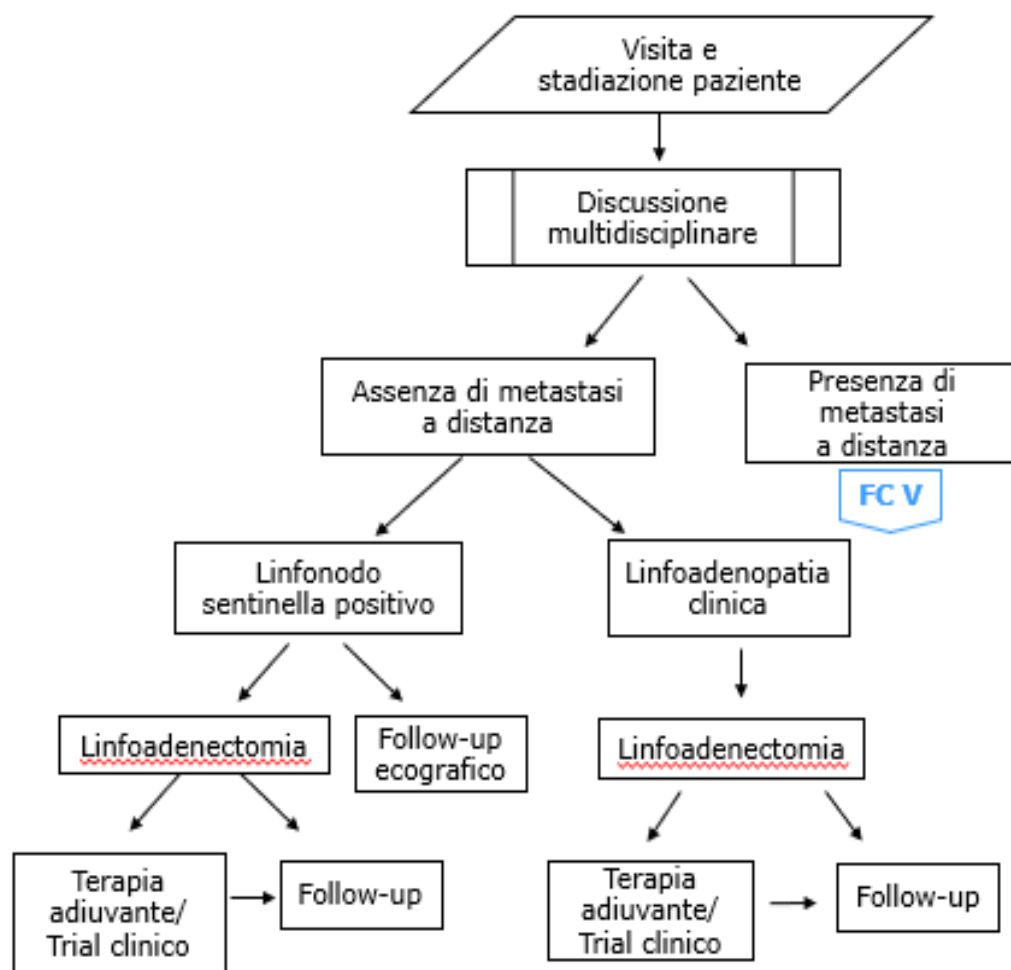 Visita e
stadiazione paziente
Discussione
multidisciplinare
Assenza di metastasi
a distanza
Presenza di
metastasi
a distanza
FC V
Linfonodo
sentinella positivo
Linfoadenopatia
clinica
Linfoadenectomia
Follow-up
ecografico
Linfoadenectomia
Terapia
adiuvante/
Trial clinico
Follow-up
Terapia
adiuvante/
Trial clinico
Follow-up